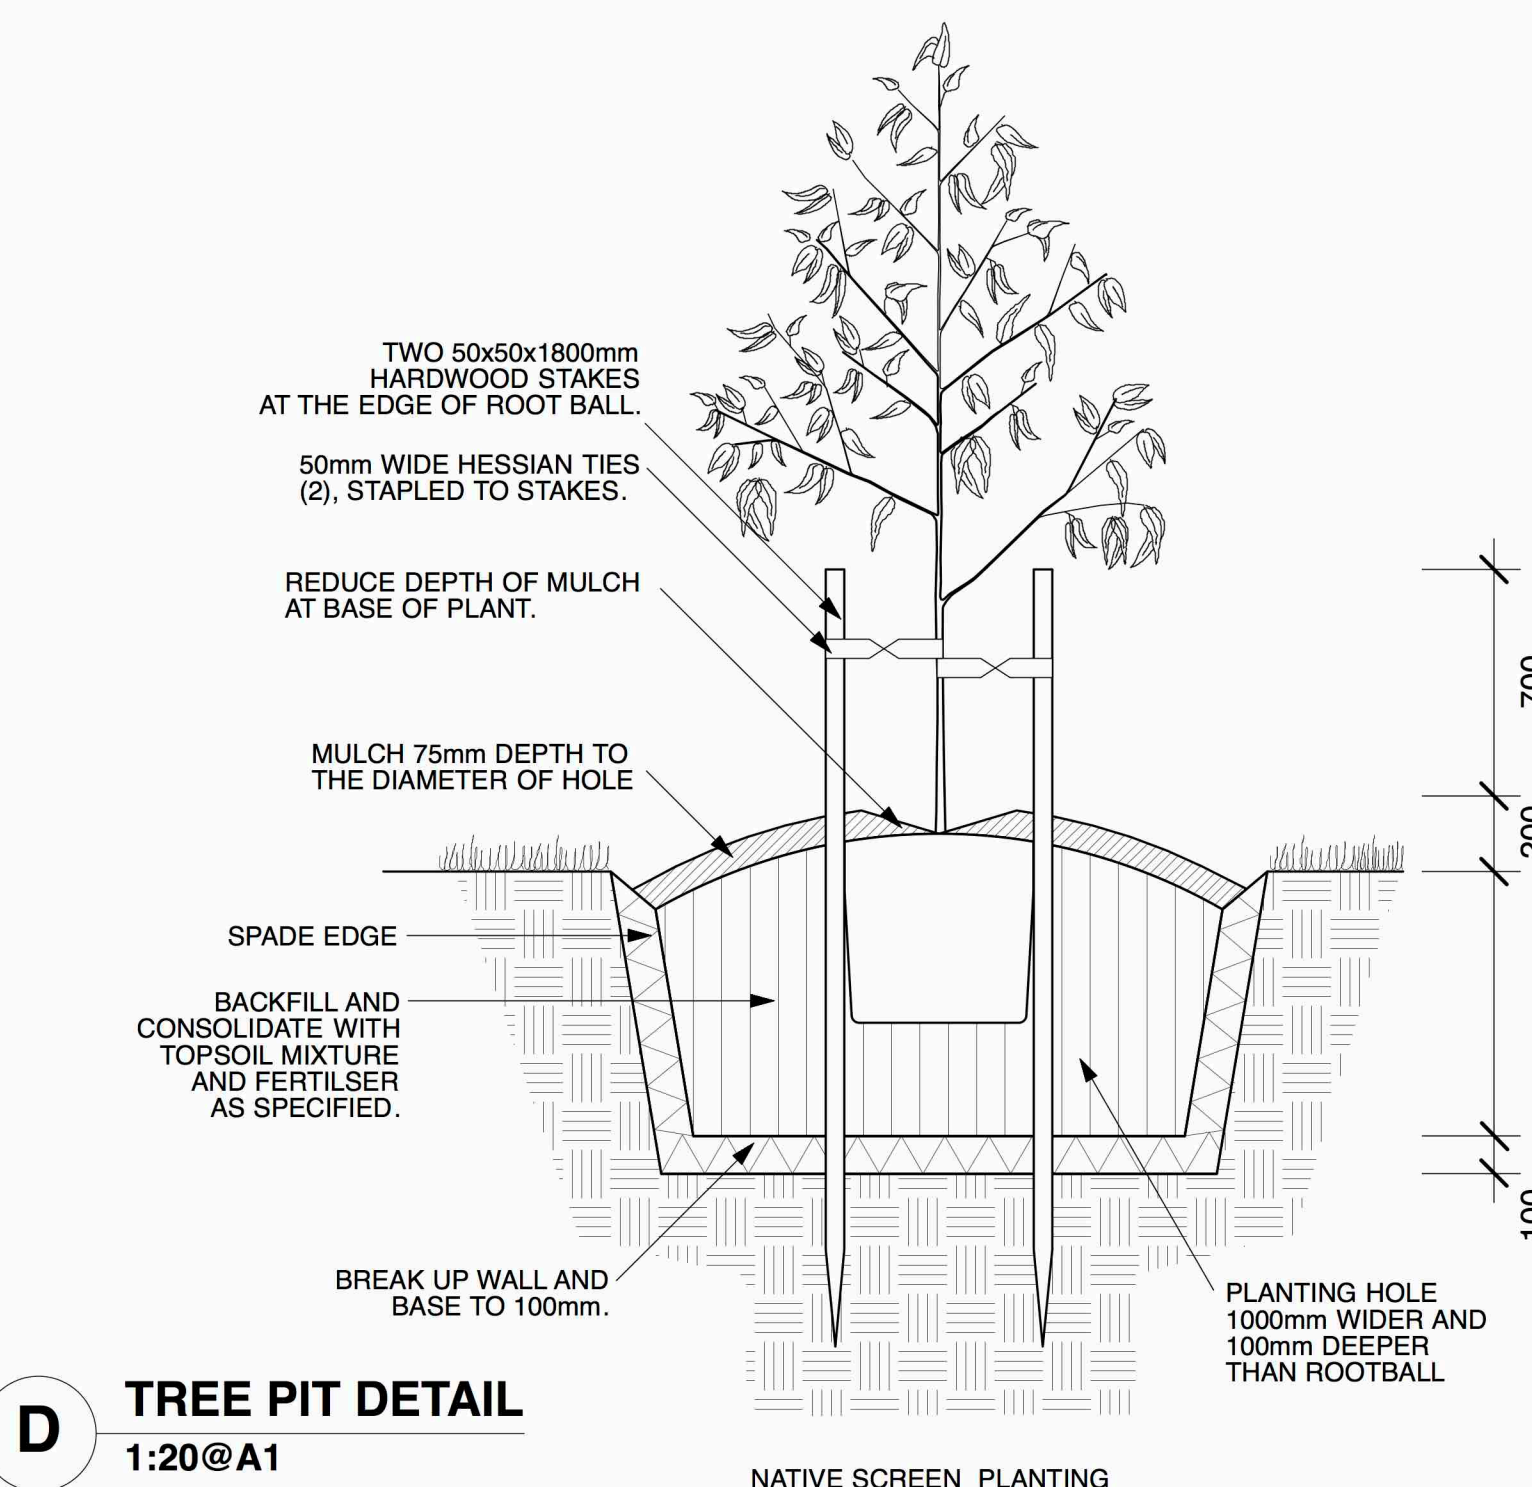 TWO 50x50x1800mm
HARDWOOD STAKES
AT THE EDGE OF ROOT BALL.
50mm WIDE HESSIAN TIES
(2), STAPLED TO STAKES.
REDUCE DEPTH OF MULCH
AT BASE OF PLANT.
MULCH 75mm DEPTH TO
THE DIAMETER OF HOLE
SPADE EDGE
BACKFILL AND
CONSOLIDATE WITH
TOPSOIL MIXTURE
AND FERTILSER
AS SPECIFIED.
BREAK UP WALL AND
BASE TO 100mm.
PLANTING HOLE
1000mm WIDER AND
100mm DEEPER
THAN ROOTBALL
700
200
100
D
TREE PIT DETAIL
1:20@A1
NATIVE SCREEN PLANTING